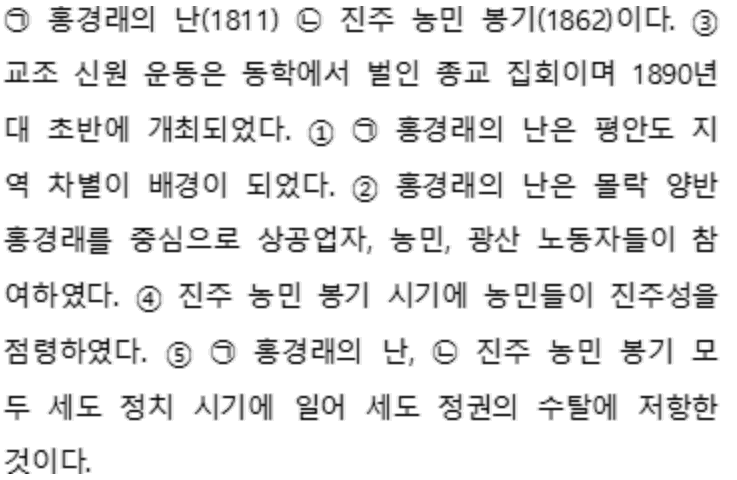 ㉠ 홍경래의 난(1811) ㉡ 진주 농민 봉기(1862)이다. ③
교조 신원 운동은 동학에서 벌인 종교 집회이며 1890년
대 초반에 개최되었다. ① ㉠ 홍경래의 난은 평안도 지
역 차별이 배경이 되었다. ② 홍경래의 난은 몰락 양반
홍경래를 중심으로 상공업자, 농민, 광산 노동자들이 참
여하였다. ④ 진주 농민 봉기 시기에 농민들이 진주성을
점령하였다. ⑤ ㉠ 홍경래의 난, ㉡ 진주 농민 봉기 모
두 세도 정치 시기에 일어 세도 정권의 수탈에 저항한
것이다.